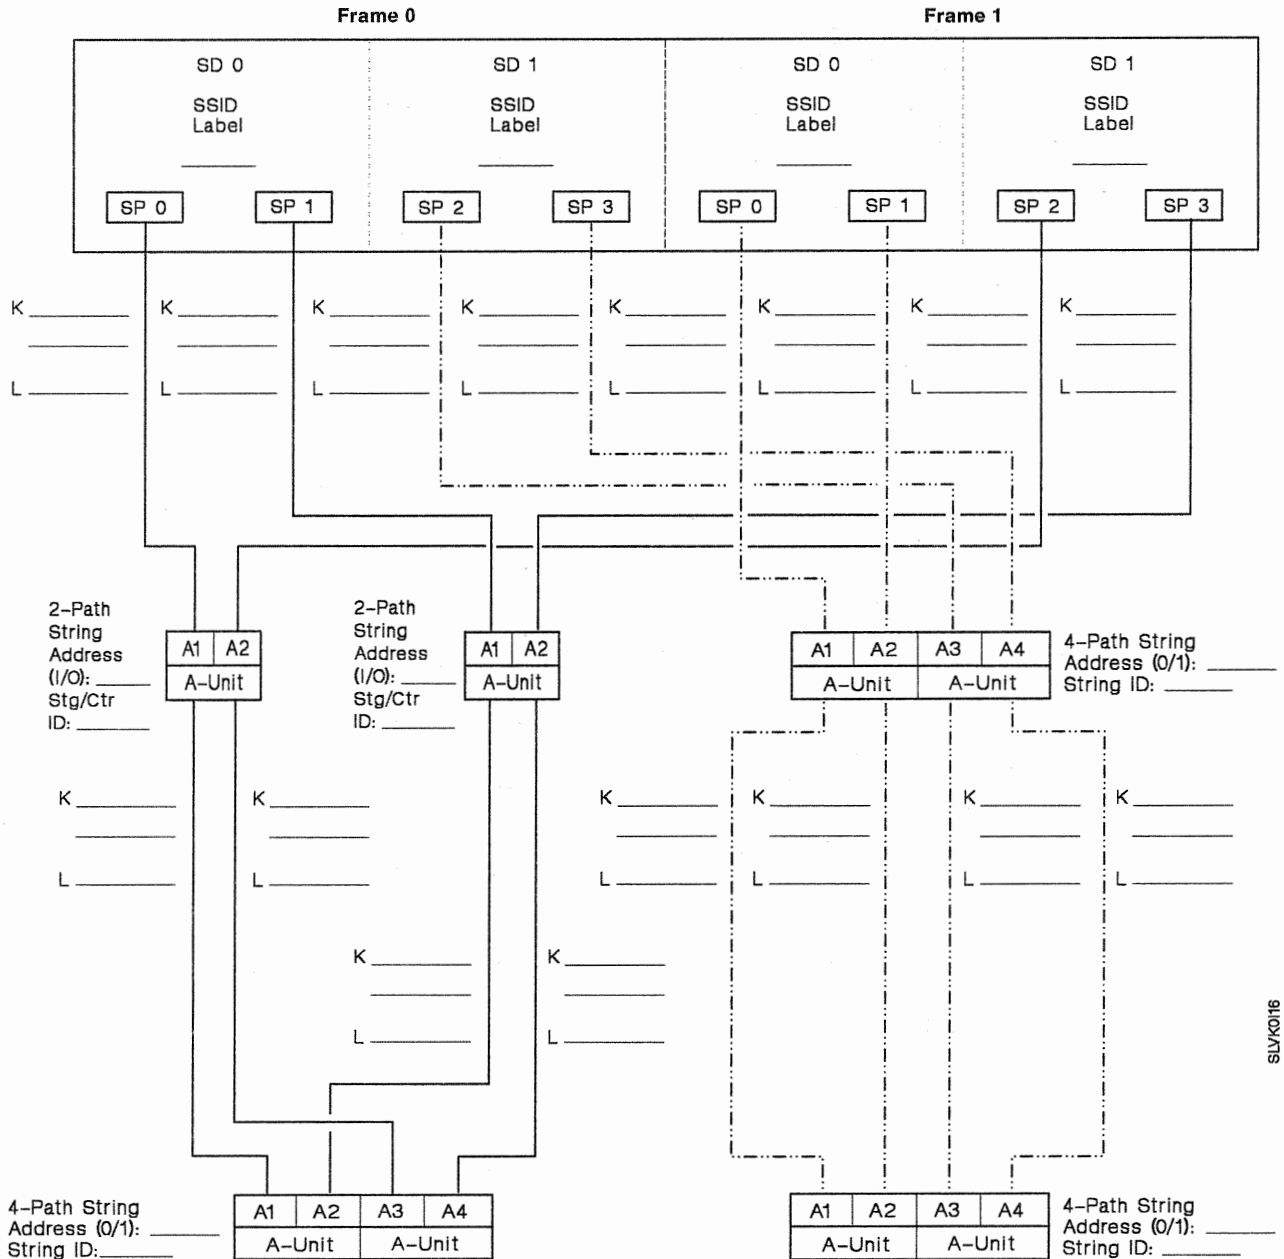 Frame 0 Frame 1
SD 0 SD 1 SD 0 SD 1
SSID SSID SSID SSID
Label Label Label Label
SP 0 SP 1 SP 2 SP 3 SP 0 SP 1 SP 2 SP 3
K K K K K K K K
L L L L L L L L
2-Path
String
Address
(I/O):
Stg/Ctr
ID:
A1 A2
A-Unit
2-Path
String
Address
(I/O):
Stg/Ctr
ID:
A1 A2
A-Unit
A1 A2 A3 A4
A-Unit A-Unit
4-Path String
Address (0/1):
String ID:
K K K K K K
L L L L L L
K K
L L
SLVK0I16
4-Path String
Address (0/1):
String ID:
A1 A2 A3 A4
A-Unit A-Unit
A1 A2 A3 A4
A-Unit A-Unit
4-Path String
Address (0/1):
String ID: